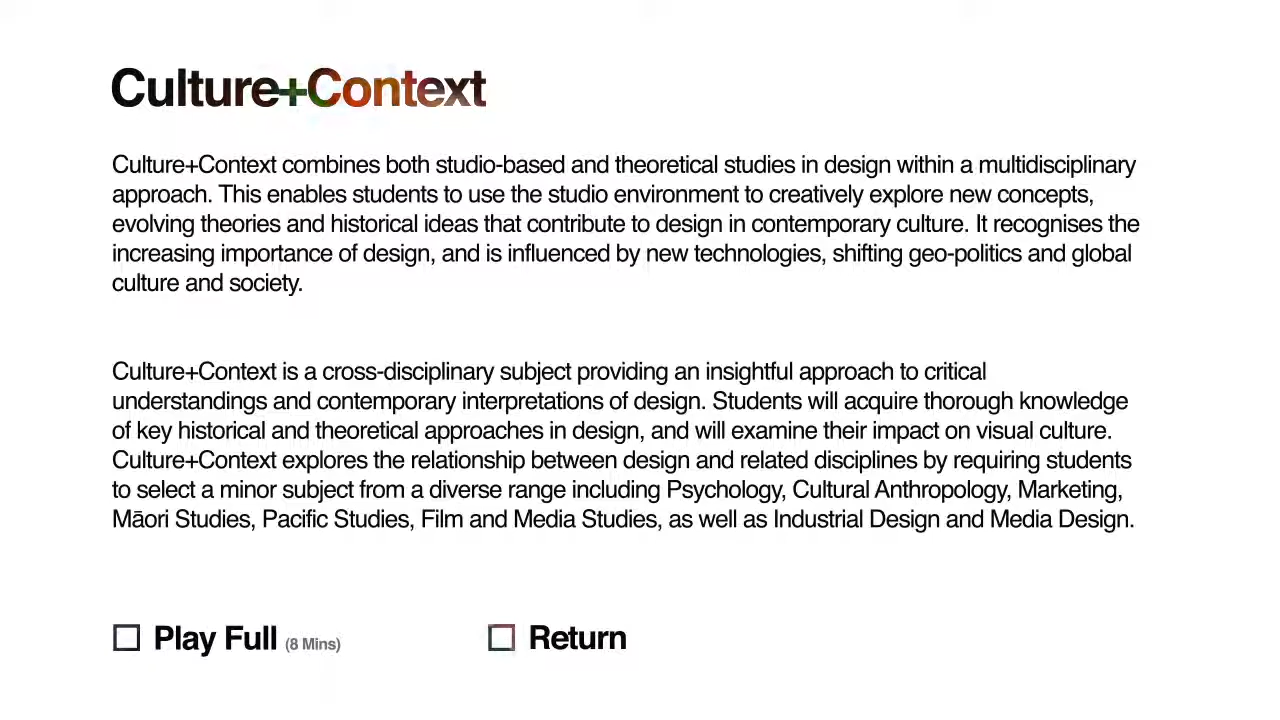 Culture+Context
Culture+Context combines both studio-based and theoretical studies in design within a multidisciplinary
approach. This enables students to use the studio environment to creatively explore new concepts,
evolving theories and historical ideas that contribute to design in contemporary culture. It recognises the
increasing importance of design, and is influenced by new technologies, shifting geo-politics and global
culture and society.
Culture+Context is a cross-disciplinary subject providing an insightful approach to critical
understandings and contemporary interpretations of design. Students will acquire thorough knowledge
of key historical and theoretical approaches in design, and will examine their impact on visual culture.
Culture+Context explores the relationship between design and related disciplines by requiring students
to select a minor subject from a diverse range including Psychology, Cultural Anthropology, Marketing,
Māori Studies, Pacific Studies, Film and Media Studies, as well as Industrial Design and Media Design.
Play Full (8 Mins) Return